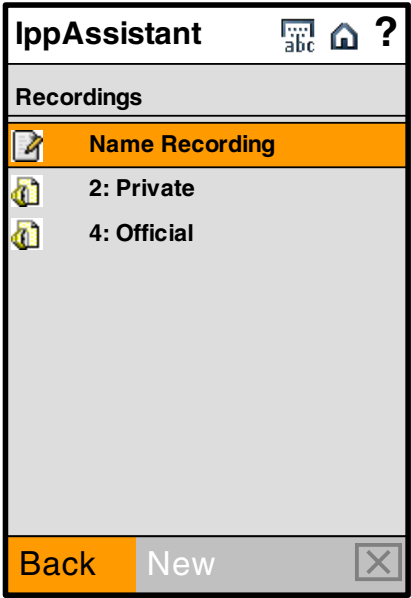 IppAssistant abc ?
Recordings
Name Recording
2: Private
4: Official
Back New